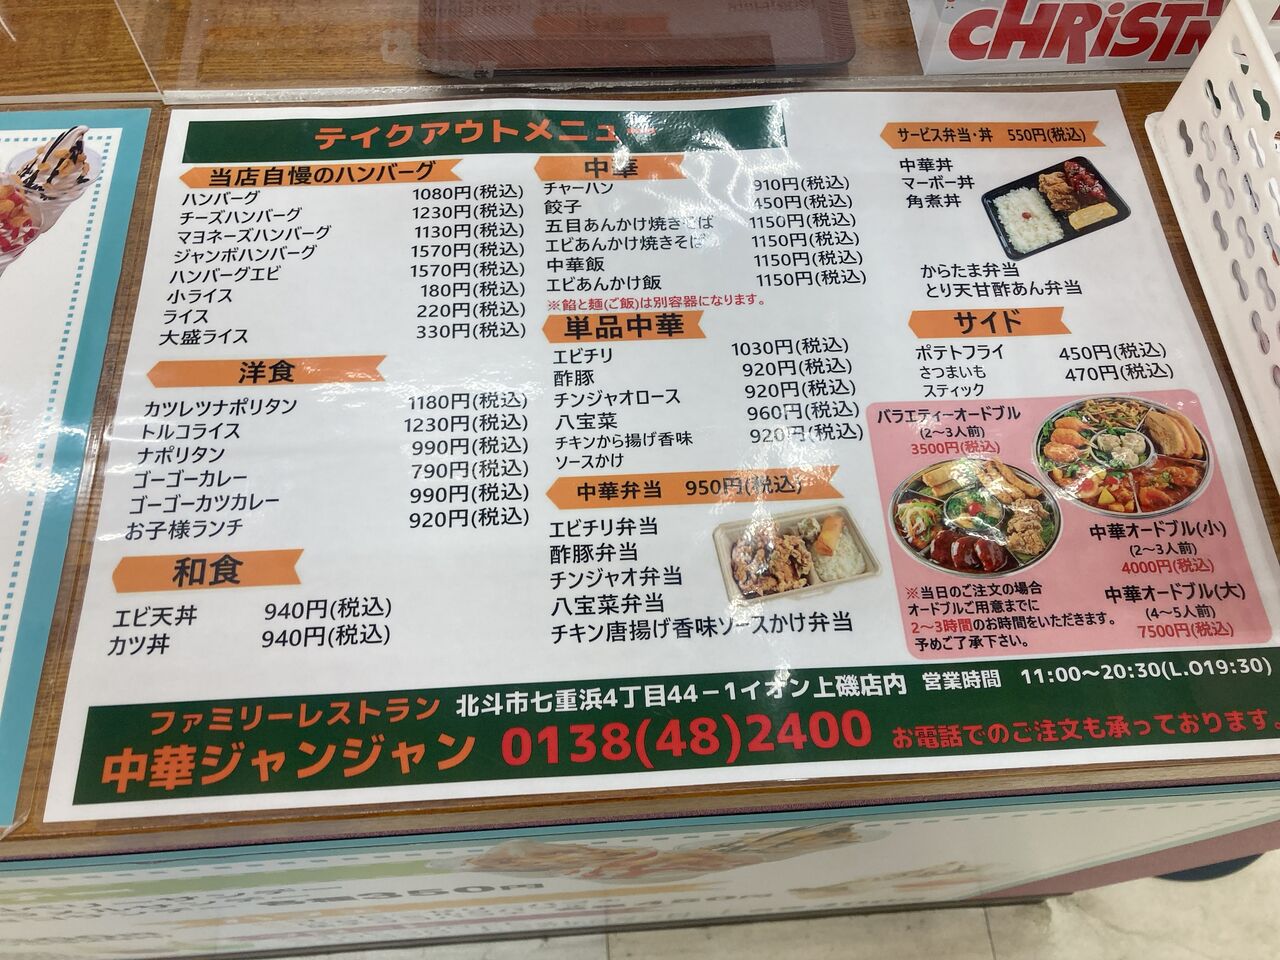 CHRISTM
テイクアウトメニュー
当店自慢のハンバーグ
ハンバーグ 1080円(税込)
チーズハンバーグ 1230円(税込)
マヨネーズハンバーグ 1130円(税込)
ジャンボハンバーグ 1570円(税込)
ハンバーグエビ 1570円(税込)
小ライス 180円(税込)
ライス 220円(税込)
大盛ライス 330円(税込)
洋食
カツレツナポリタン 1180円(税込)
トルコライス 1230円(税込)
ナポリタン 990円(税込)
ゴーゴーカレー 790円(税込)
ゴーゴーカツカレー 990円(税込)
お子様ランチ 920円(税込)
和食
エビ天丼 940円(税込)
カツ丼 940円(税込)
中華
チャーハン 910円(税込)
餃子 450円(税込)
五目あんかけ焼きそば 1150円(税込)
エビあんかけ焼きそば 1150円(税込)
中華飯 1150円(税込)
エビあんかけ飯 1150円(税込)
※餡と麺(ご飯)は別容器になります。
単品中華
エビチリ 1030円(税込)
酢豚 920円(税込)
チンジャオロース 920円(税込)
八宝菜 960円(税込)
チキンから揚げ香味 920円(税込)
ソースかけ
中華弁当 950円(税込)
エビチリ弁当
酢豚弁当
チンジャオ弁当
八宝菜弁当
チキン唐揚げ香味ソースかけ弁当
サービス弁当・丼 550円(税込)
中華丼
マーボー丼
角煮丼
からたま弁当
とり天甘酢あん弁当
サイド
ポテトフライ 450円(税込)
さつまいも 470円(税込)
スティック
バラエティーオードブル
(2〜3人前)
3500円(税込)
中華オードブル(小)
(2〜3人前)
4000円(税込)
中華オードブル(大)
(4〜5人前)
7500円(税込)
※当日のご注文の場合
オードブルご用意までに
2〜3時間のお時間をいただきます。
予めご了承下さい。
ファミリーレストラン 北斗市七重浜4丁目44－1イオン上磯店内 営業時間 11:00〜20:30(L.O19:30)
中華ジャンジャン 0138(48)2400 お電話でのご注文も承っております。
350円